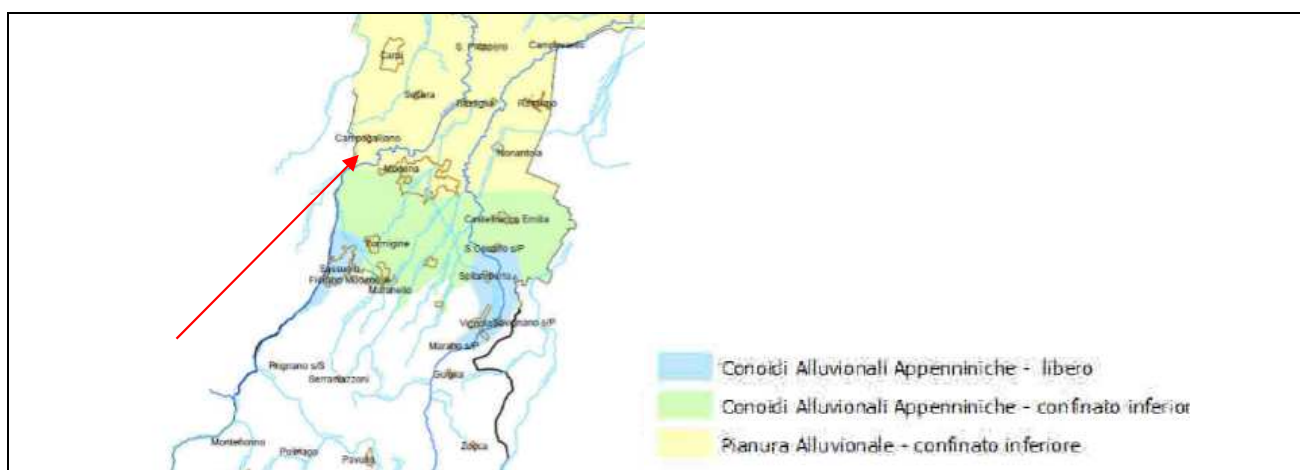 S. Prospero Camposanto
Carpi
Soliera
Bastiglia
Campogalliano
Nonantola
Modena
Castelfranco Emilia
Formigine
S. Cesario s/P
Sassuolo
Spilamberto
Fiorano Modenese
Maranello
Vignola Savignano s/P
Marano s/P
Prignano s/S
Guiglia
Serramazzoni
Montefiorino
Zocca
Polinago
Pavullo
Conoidi Alluvionali Appenniniche - libero
Conoidi Alluvionali Appenniniche - confinato inferior
Pianura Alluvionale - confinato inferiore